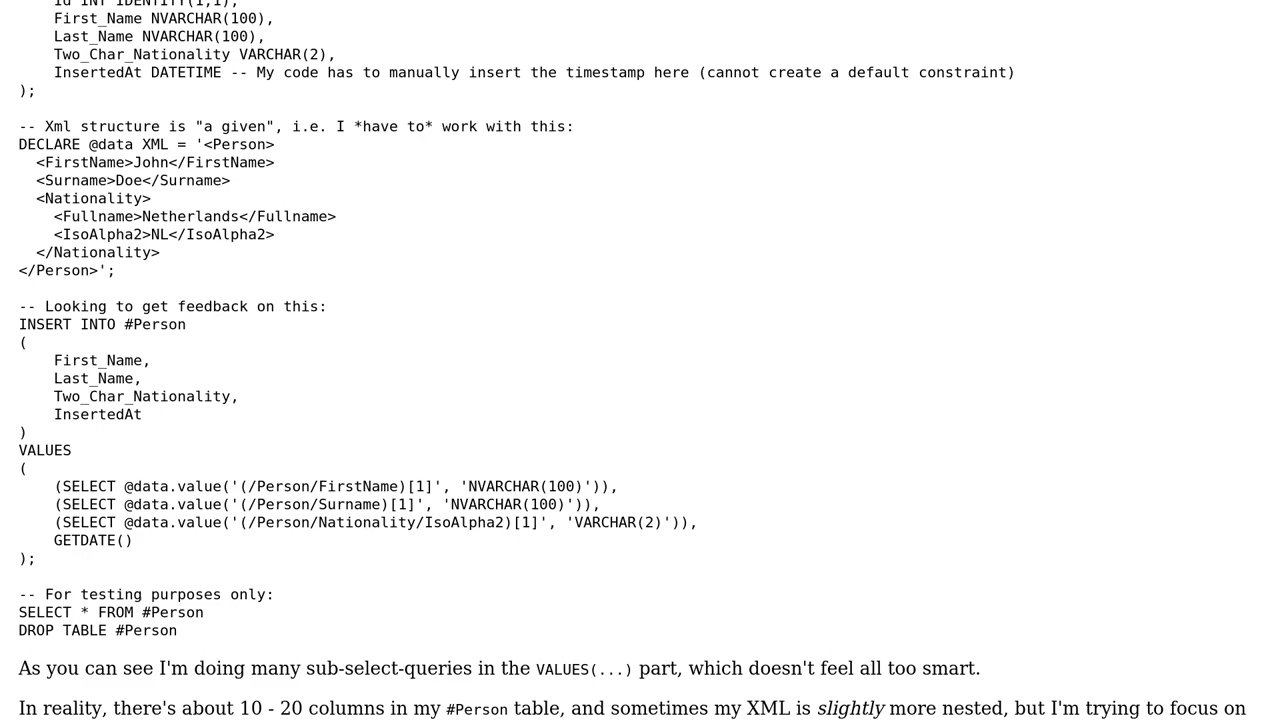 Id INT IDENTITY(1,1),
    First_Name NVARCHAR(100),
    Last_Name NVARCHAR(100),
    Two_Char_Nationality VARCHAR(2),
    InsertedAt DATETIME -- My code has to manually insert the timestamp here (cannot create a default constraint)
);

-- Xml structure is "a given", i.e. I *have to* work with this:
DECLARE @data XML = '<Person>
  <FirstName>John</FirstName>
  <Surname>Doe</Surname>
  <Nationality>
    <Fullname>Netherlands</Fullname>
    <IsoAlpha2>NL</IsoAlpha2>
  </Nationality>
</Person>';

-- Looking to get feedback on this:
INSERT INTO #Person
(
    First_Name,
    Last_Name,
    Two_Char_Nationality,
    InsertedAt
)
VALUES
(
    (SELECT @data.value('(/Person/FirstName)[1]', 'NVARCHAR(100)')),
    (SELECT @data.value('(/Person/Surname)[1]', 'NVARCHAR(100)')),
    (SELECT @data.value('(/Person/Nationality/IsoAlpha2)[1]', 'VARCHAR(2)')),
    GETDATE()
);

-- For testing purposes only:
SELECT * FROM #Person
DROP TABLE #Person

As you can see I'm doing many sub-select-queries in the VALUES(...) part, which doesn't feel all too smart.

In reality, there's about 10 - 20 columns in my #Person table, and sometimes my XML is slightly more nested, but I'm trying to focus on